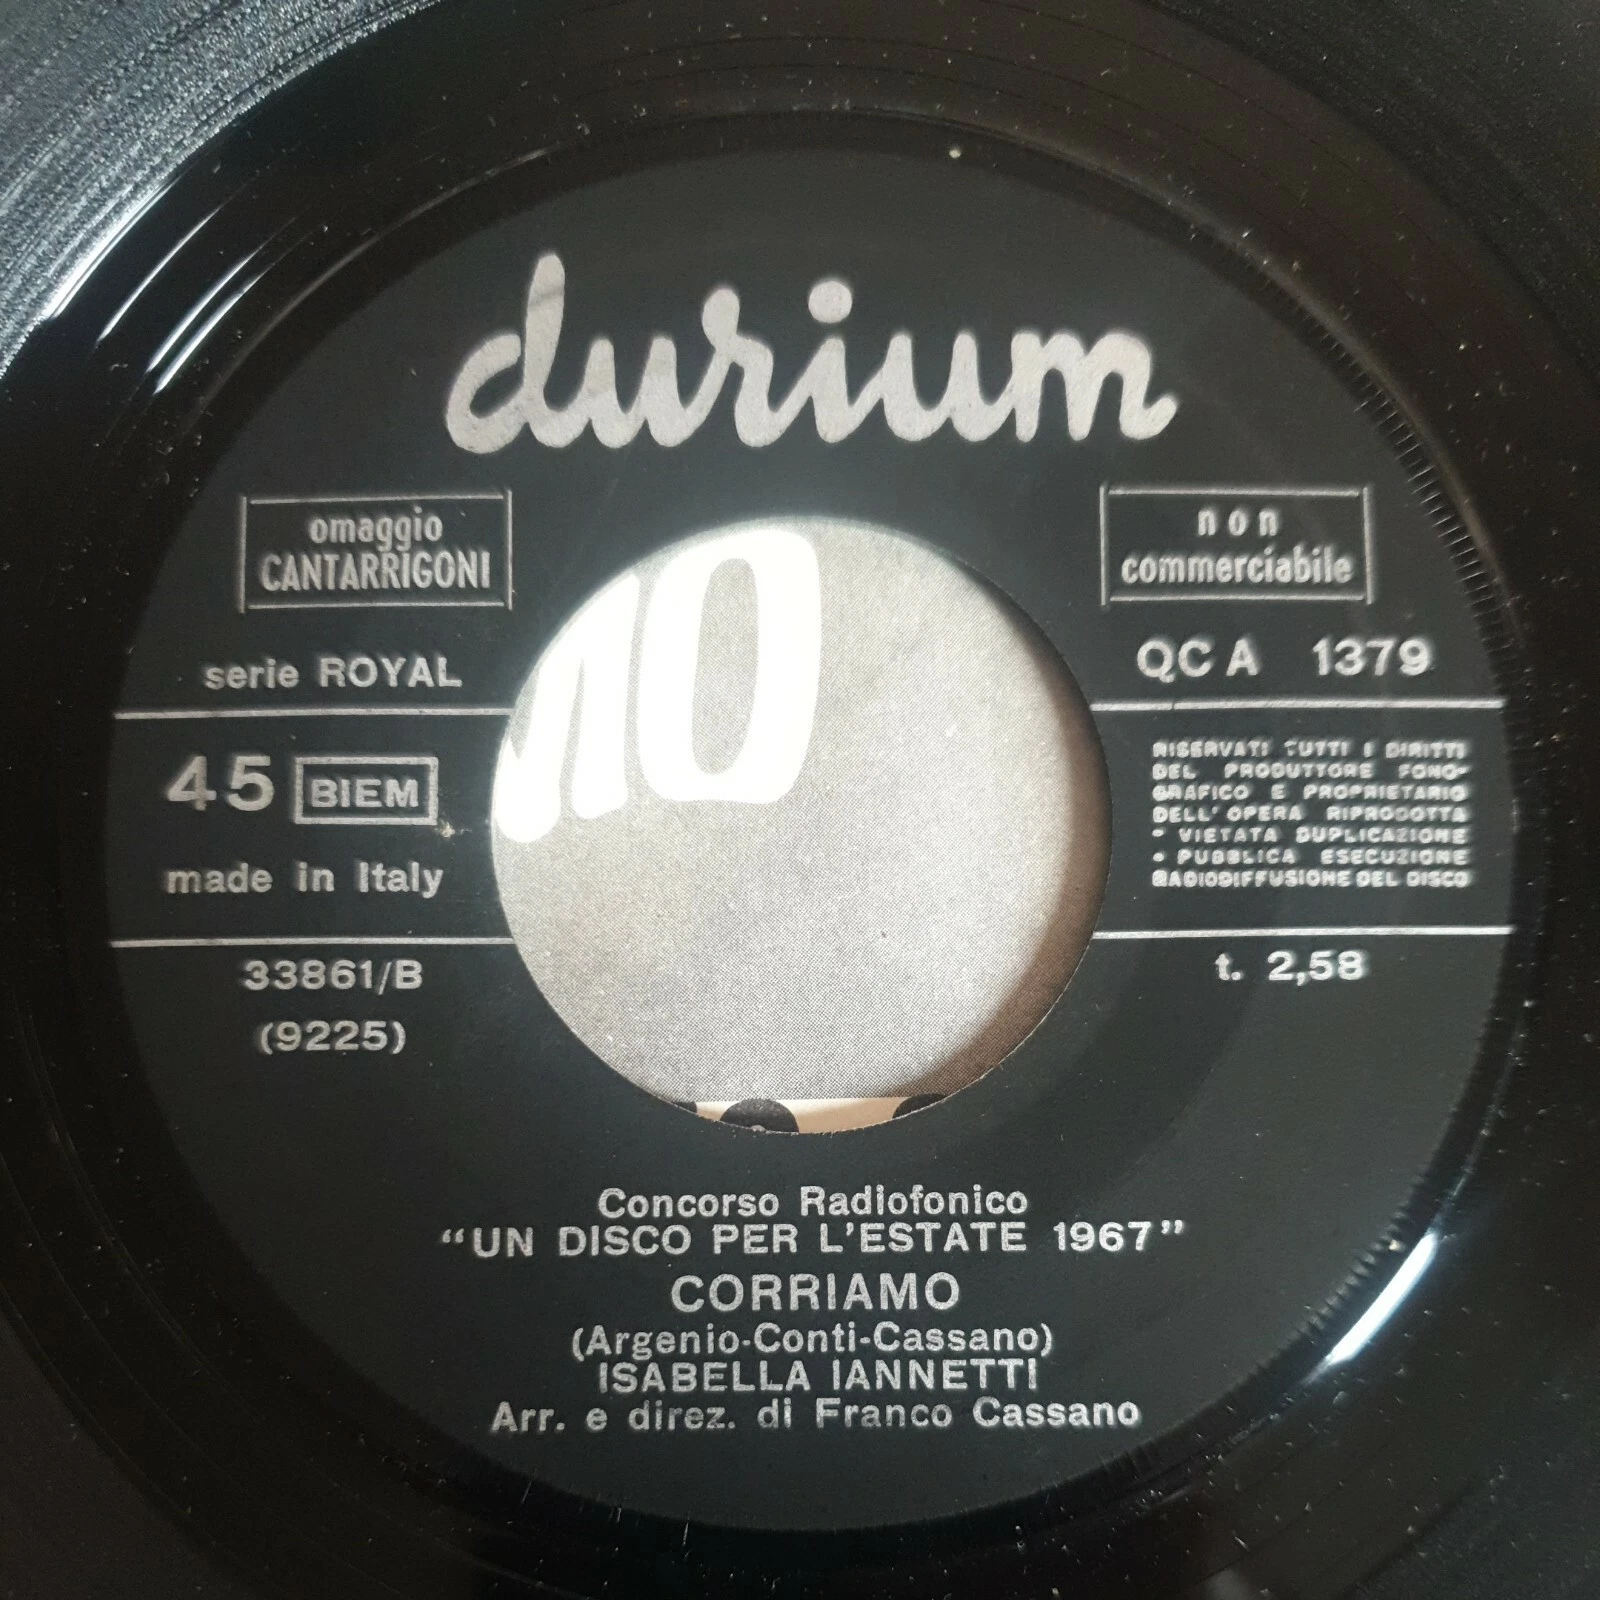 durium
omaggio
CANTARRIGONI
non
commerciabile
serie ROYAL
QCA 1379
45 BIEM
made in Italy
RISERVATI TUTTI I DIRITTI
DEL PRODUTTORE FONO-
GRAFICO E PROPRIETARIO
DELL'OPERA RIPRODOTTA
• VIETATA DUPLICAZIONE
• PUBBLICA ESECUZIONE
RADIODIFFUSIONE DEL DISCO
33861/B
(9225)
t. 2,58
Concorso Radiofonico
"UN DISCO PER L'ESTATE 1967"
CORRIAMO
(Argenio-Conti-Cassano)
ISABELLA IANNETTI
Arr. e direz. di Franco Cassano